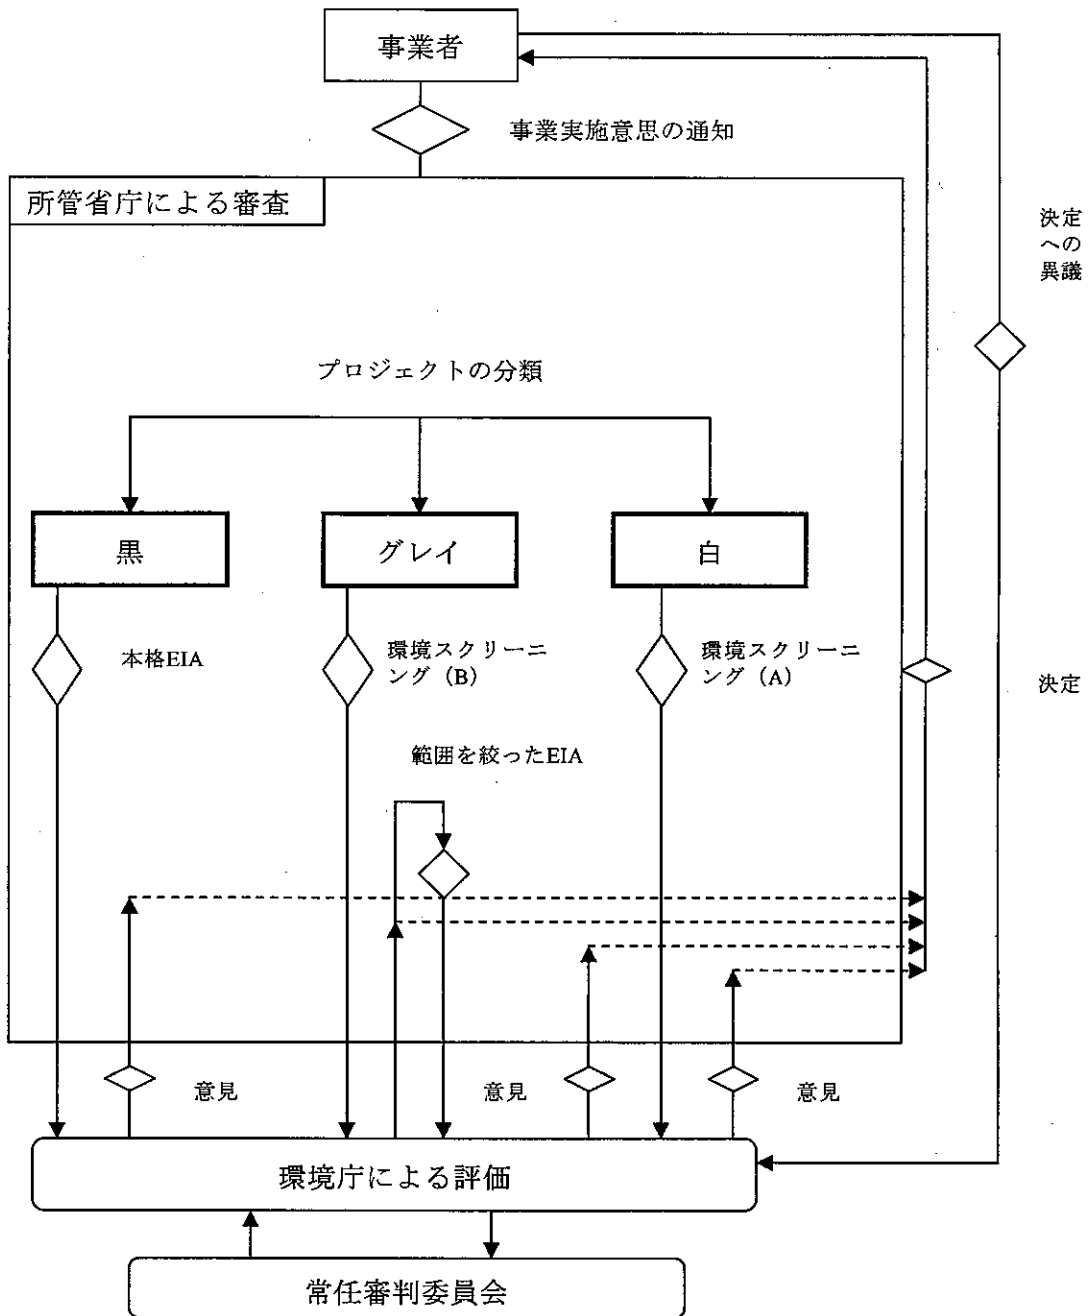 事業者
事業実施意思の通知
所管省庁による審査
決定
への
異議
プロジェクトの分類
黒
グレイ
白
本格EIA
環境スクリーニ
ング（B）
環境スクリーニ
ング（A）
決定
範囲を絞ったEIA
意見
意見
意見
環境庁による評価
常任審判委員会